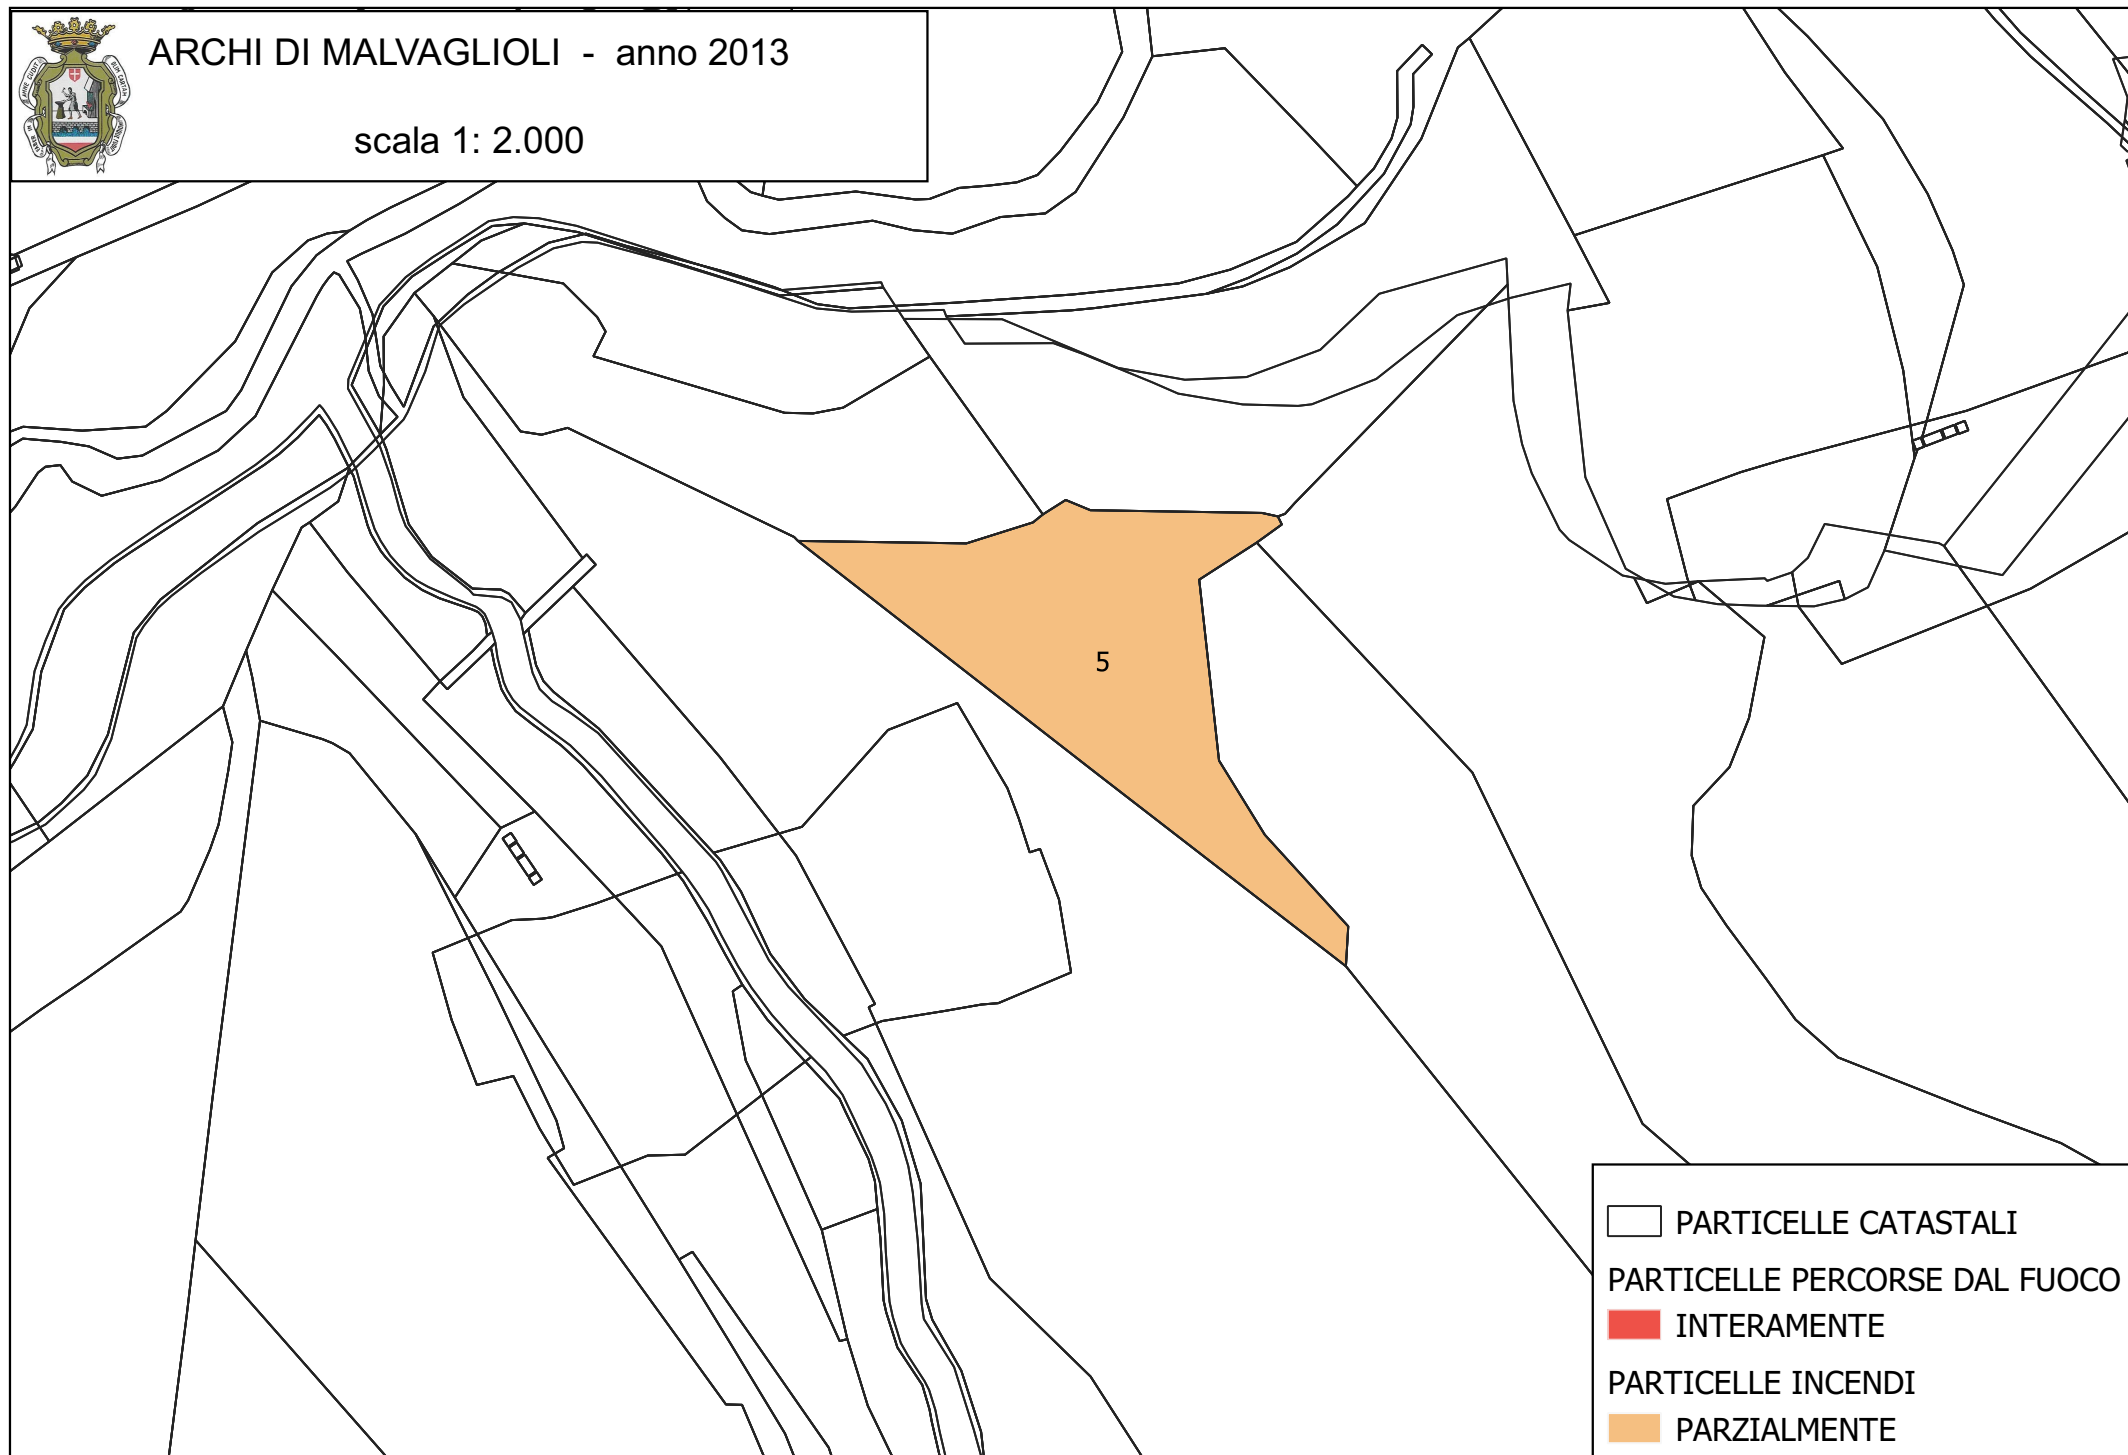 ARCHI DI MALVAGLIOLI - anno 2013
scala 1: 2.000
5
PARTICELLE CATASTALI
PARTICELLE PERCORSE DAL FUOCO
INTERAMENTE
PARTICELLE INCENDI
PARZIALMENTE